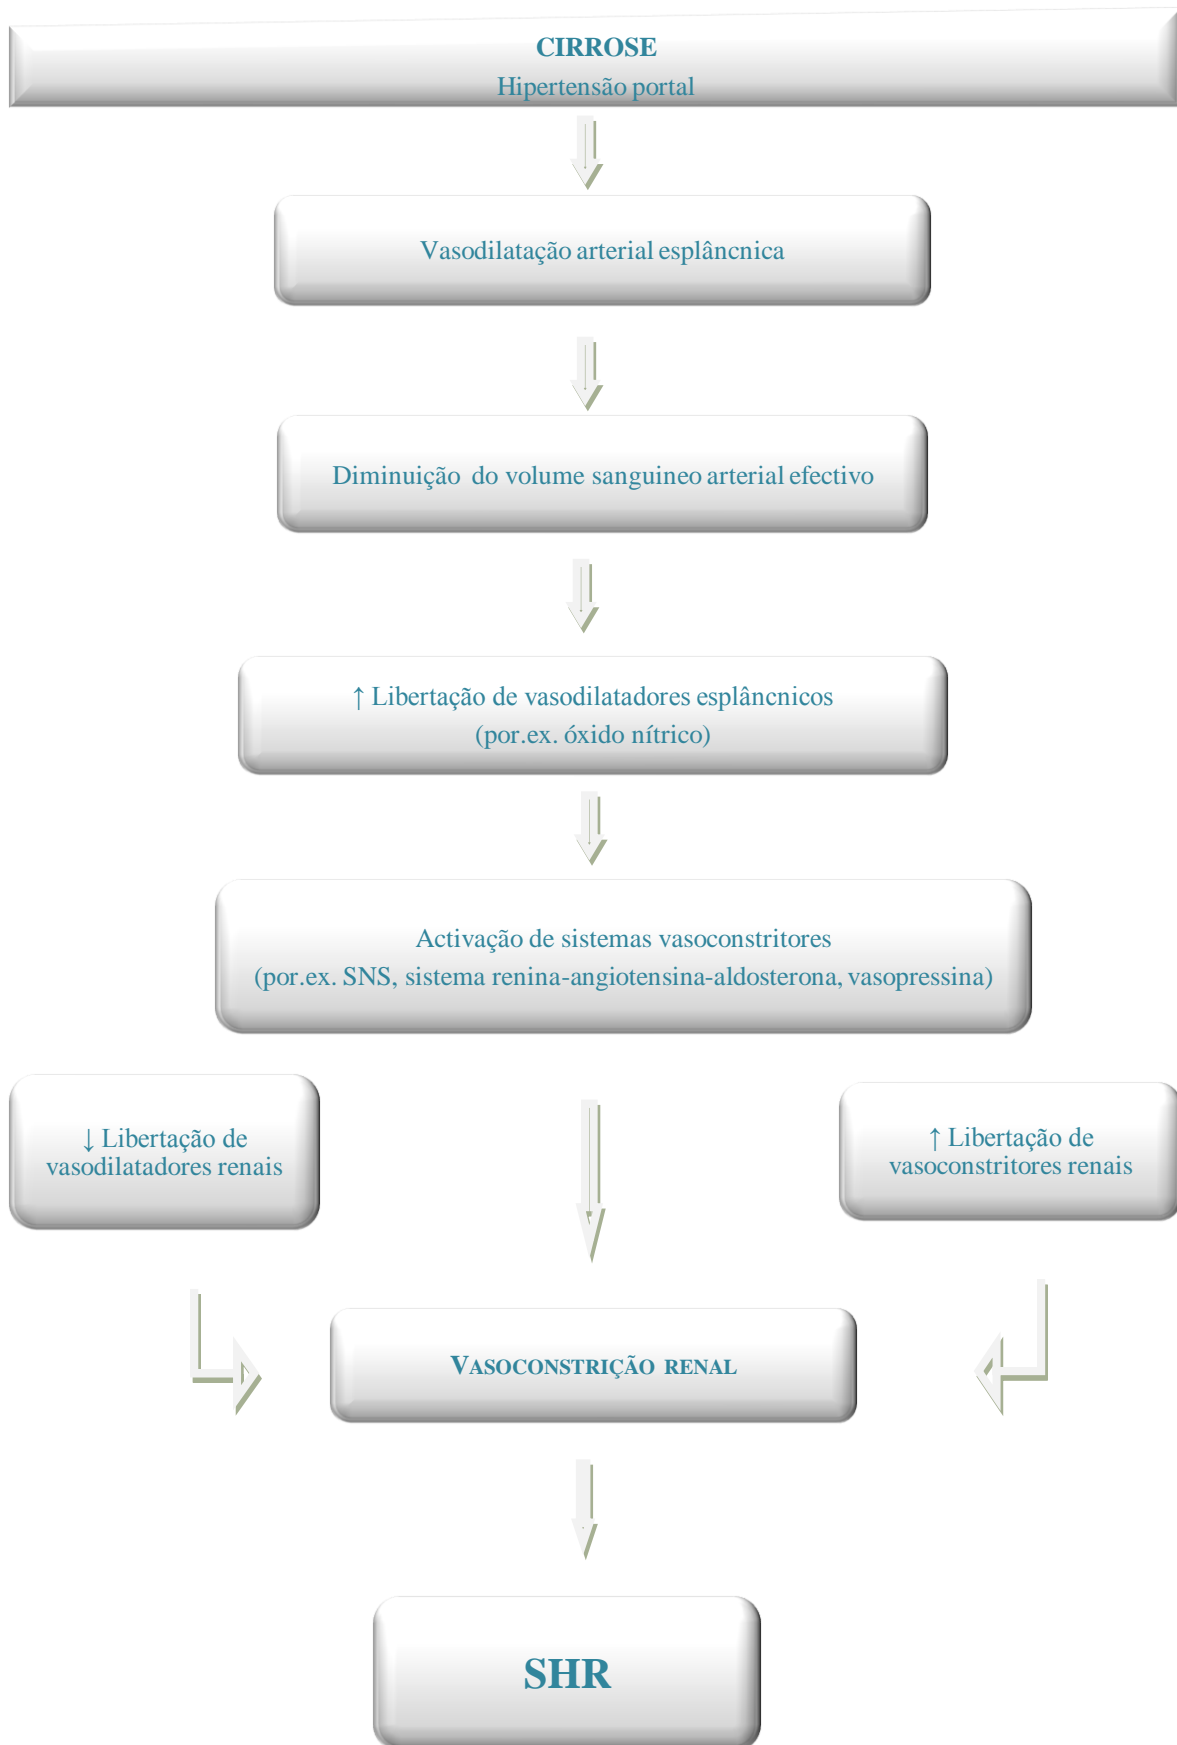 CIRROSE
Hipertensão portal
Vasodilatação arterial esplâncnica
Diminuição do volume sanguineo arterial efectivo
↑ Libertação de vasodilatadores esplâncnicos
(por.ex. óxido nítrico)
Activação de sistemas vasoconstritores
(por.ex. SNS, sistema renina-angiotensina-aldosterona, vasopressina)
↓ Libertação de
vasodilatadores renais
↑ Libertação de
vasoconstritores renais
VASOCONSTRIÇÃO RENAL
SHR